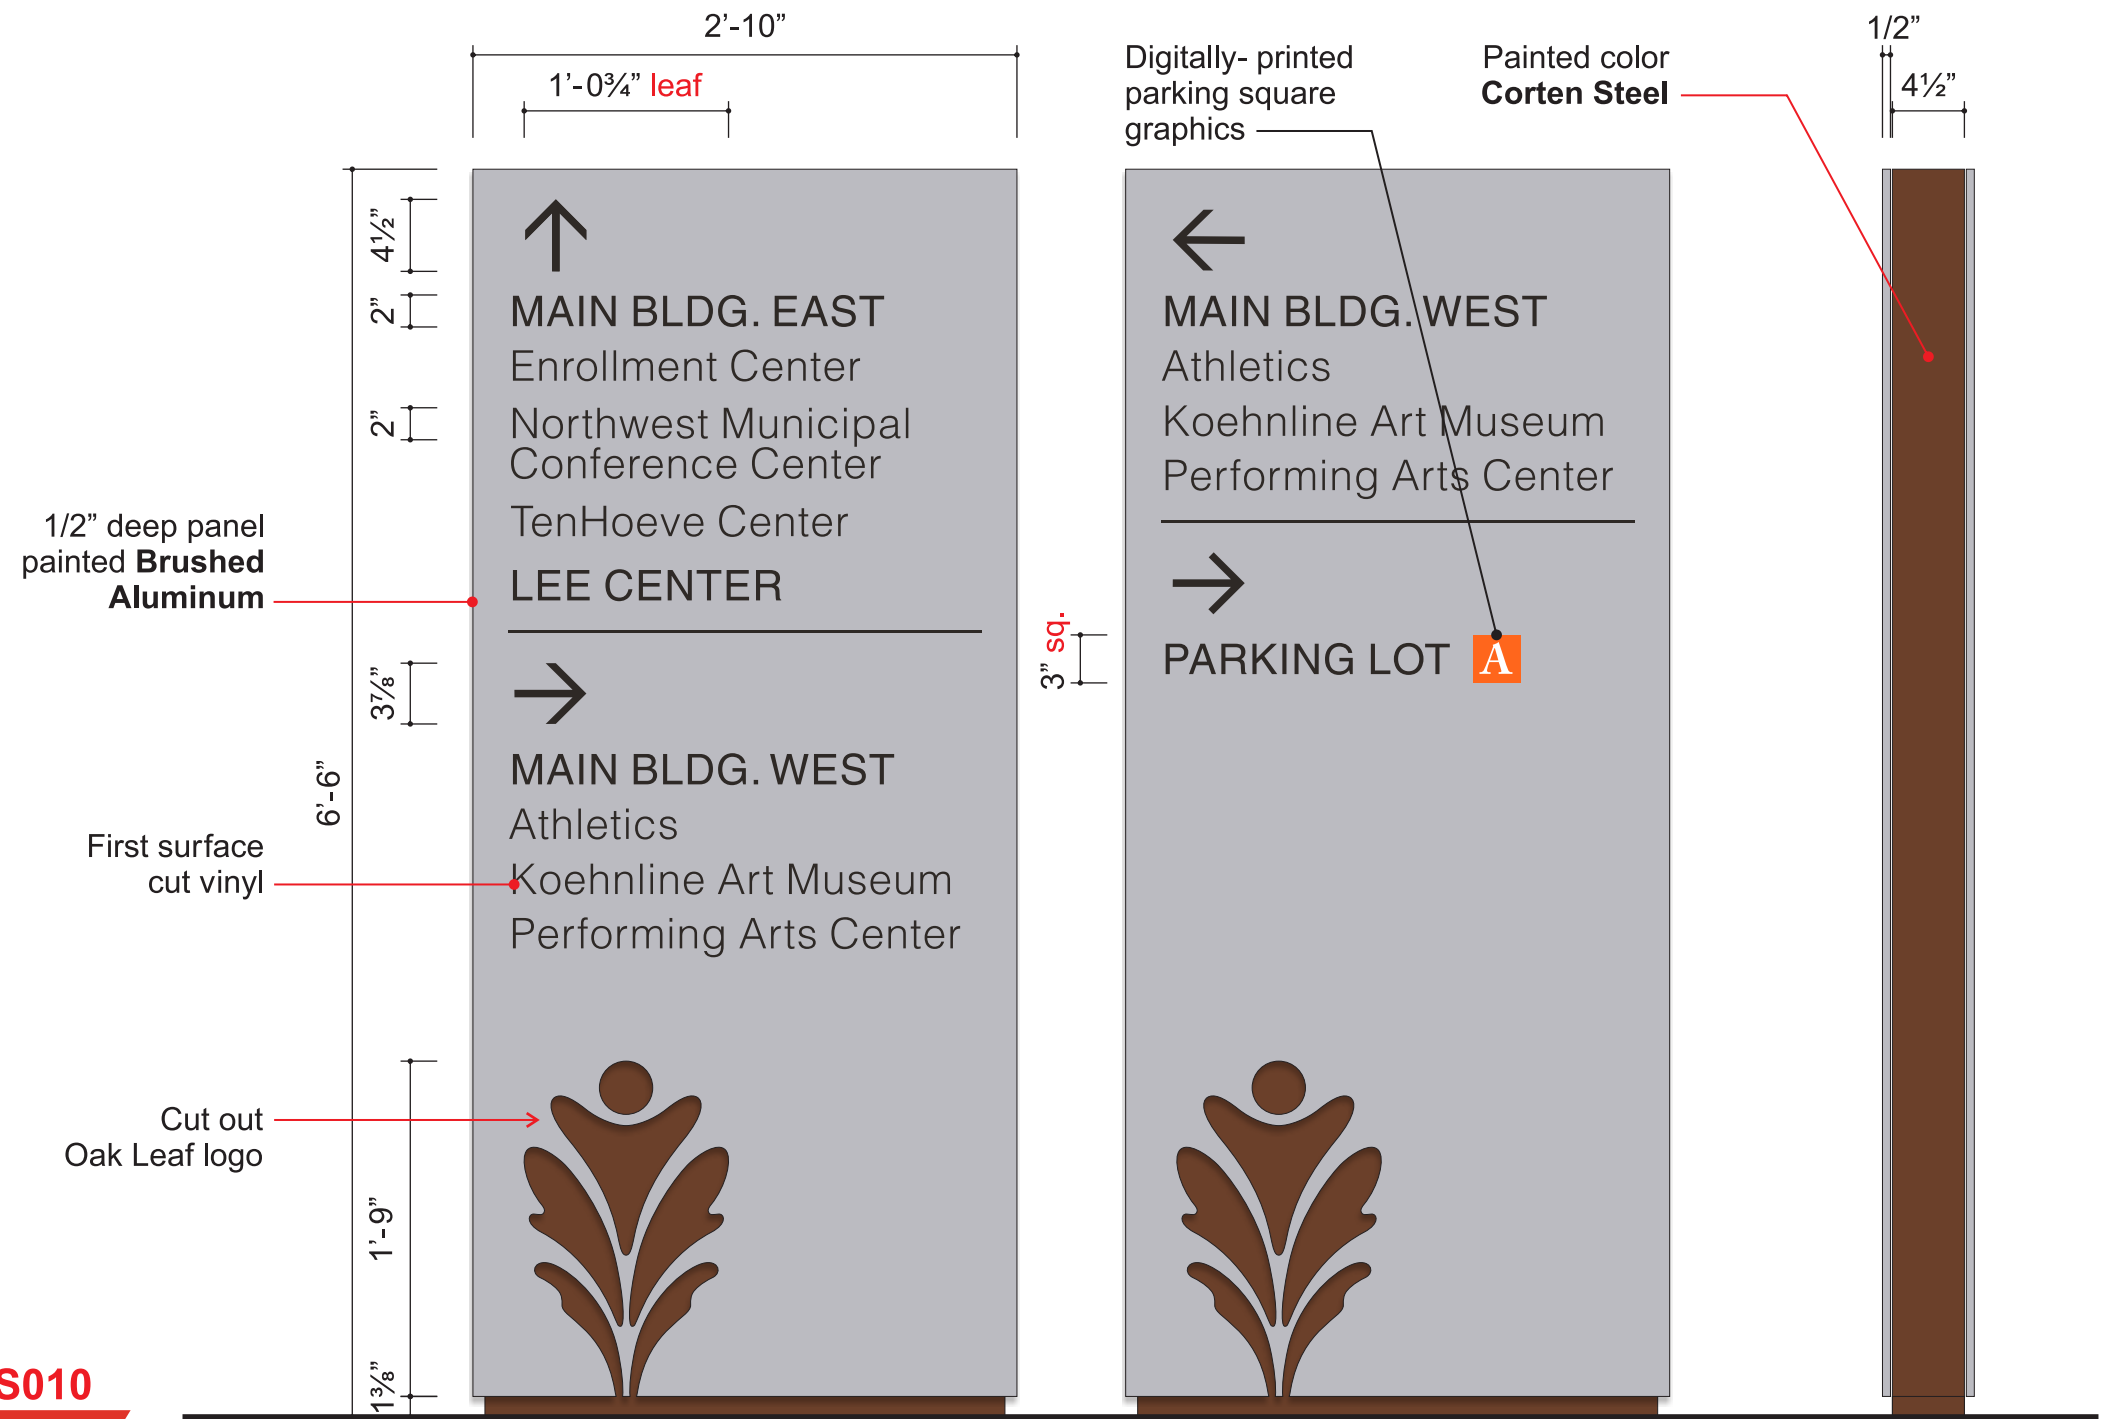 2’-10”
1’-0¾” leaf
Digitally- printed
parking square
graphics
Painted color
Corten Steel
1/2”
4½”
4½”
2”
2”
1/2” deep panel
painted Brushed
Aluminum
3⅞”
6’-6”
First surface
cut vinyl
Cut out
Oak Leaf logo
1’-9”
1⅜”
S010
MAIN BLDG. EAST
Enrollment Center
Northwest Municipal
Conference Center
TenHoeve Center
LEE CENTER
MAIN BLDG. WEST
Athletics
Koehnline Art Museum
Performing Arts Center
3” sq.
MAIN BLDG. WEST
Athletics
Koehnline Art Museum
Performing Arts Center
PARKING LOT A